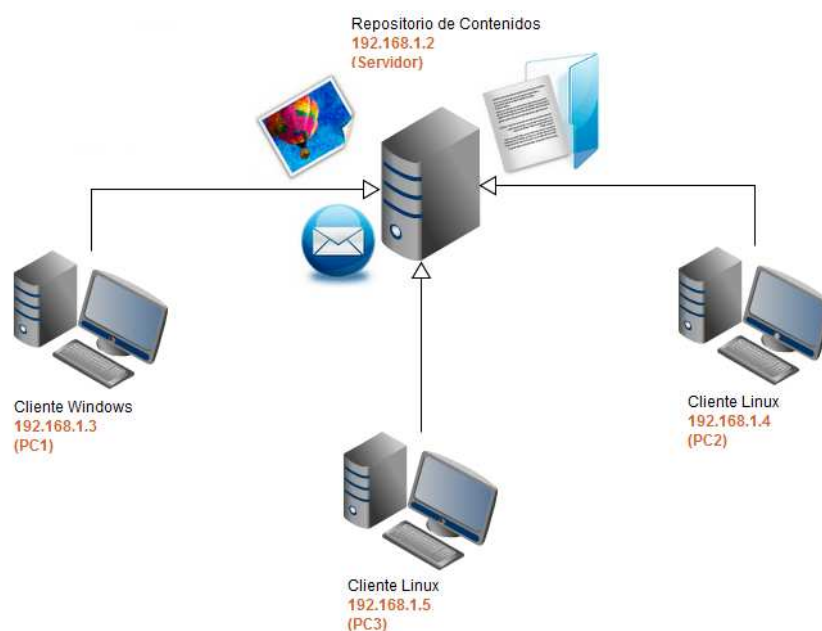 Repositorio de Contenidos
192.168.1.2
(Servidor)
Cliente Windows
192.168.1.3
(PC1)
Cliente Linux
192.168.1.4
(PC2)
Cliente Linux
192.168.1.5
(PC3)